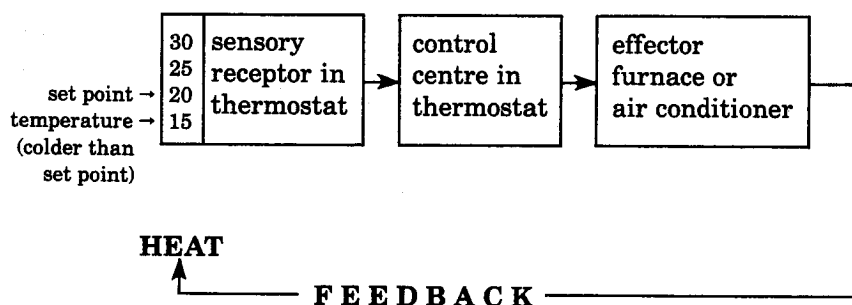 set point →
temperature →
(colder than
set point)
30
25
20
15
sensory
receptor in
thermostat
control
centre in
thermostat
effector
furnace or
air conditioner
HEAT
FEEDBACK